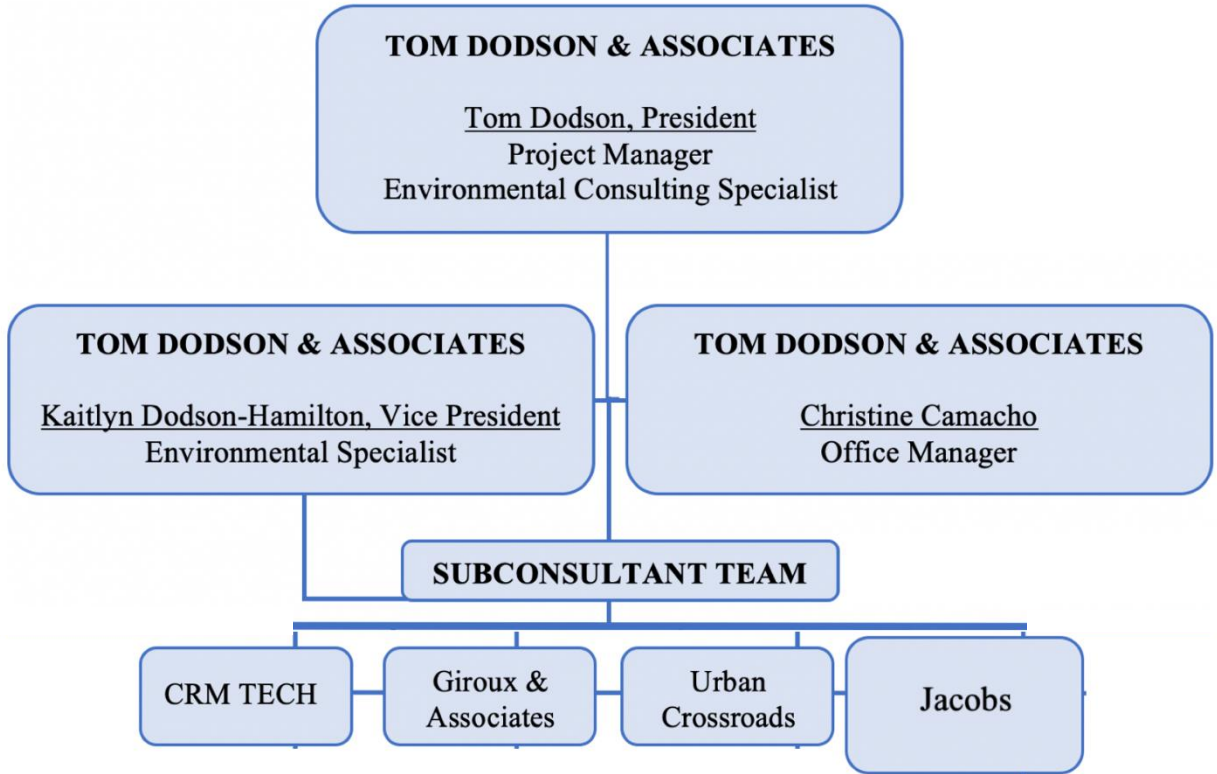 TOM DODSON & ASSOCIATES
Tom Dodson, President
Project Manager
Environmental Consulting Specialist
TOM DODSON & ASSOCIATES
Kaitlyn Dodson-Hamilton, Vice President
Environmental Specialist
TOM DODSON & ASSOCIATES
Christine Camacho
Office Manager
SUBCONSULTANT TEAM
CRM TECH
Giroux &
Associates
Urban
Crossroads
Jacobs